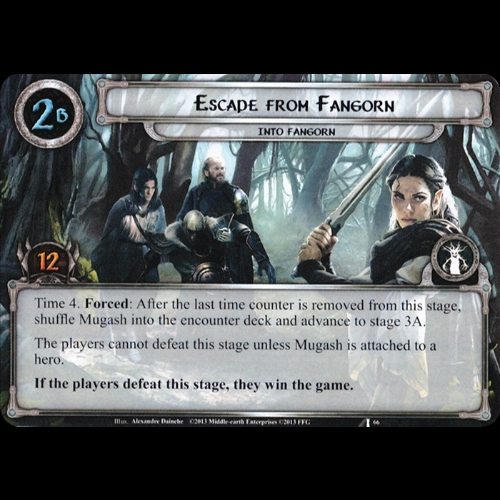 2B
ESCAPE FROM FANGORN
INTO FANGORN
12
Time 4. Forced: After the last time counter is removed from this stage,
shuffle Mugash into the encounter deck and advance to stage 3A.
The players cannot defeat this stage unless Mugash is attached to a
hero.
If the players defeat this stage, they win the game.
Illus. Alexandre Dainche ©2013 Middle-earth Enterprises ©2013 FFG
66